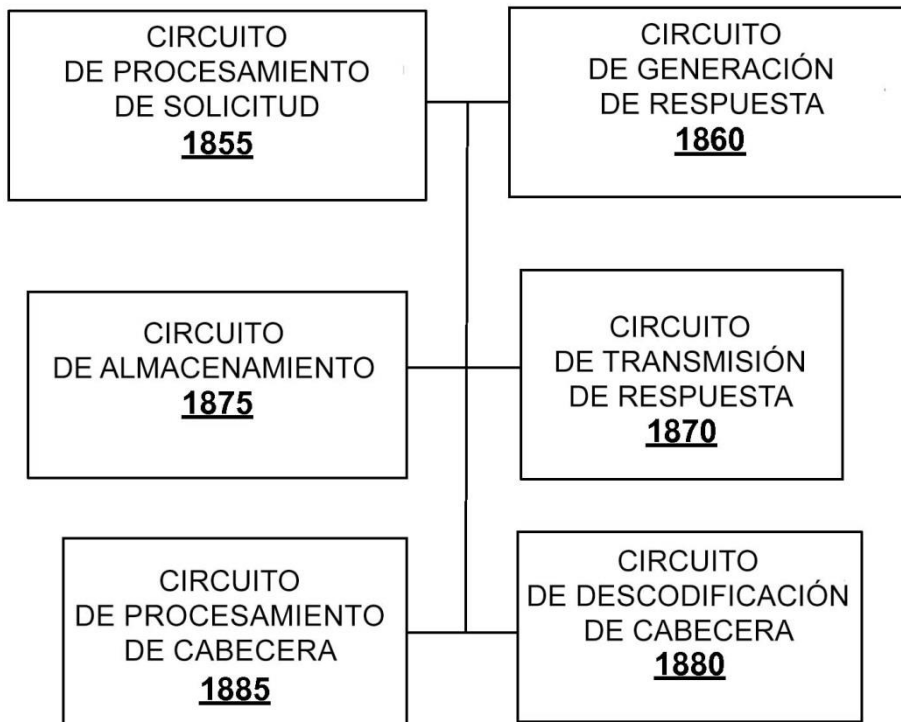 CIRCUITO
DE PROCESAMIENTO
DE SOLICITUD
1855
CIRCUITO
DE GENERACIÓN
DE RESPUESTA
1860
CIRCUITO
DE ALMACENAMIENTO
1875
CIRCUITO
DE TRANSMISIÓN
DE RESPUESTA
1870
CIRCUITO
DE PROCESAMIENTO
DE CABECERA
1885
CIRCUITO
DE DESCODIFICACIÓN
DE CABECERA
1880